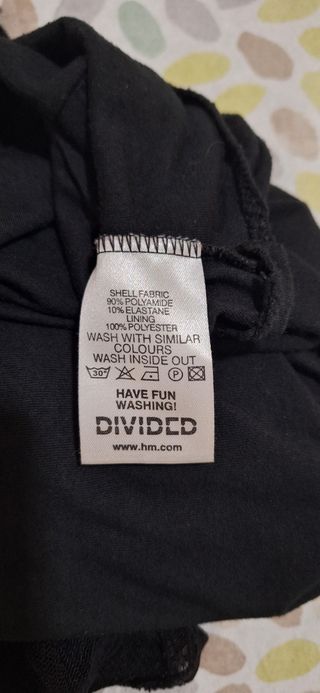 SHELL FABRIC
90% POLYAMIDE
10% ELASTANE
LINING
100% POLYESTER
WASH WITH SIMILAR
COLOURS
WASH INSIDE OUT
30° P
HAVE FUN
WASHING!
DIVIDED
www.hm.com